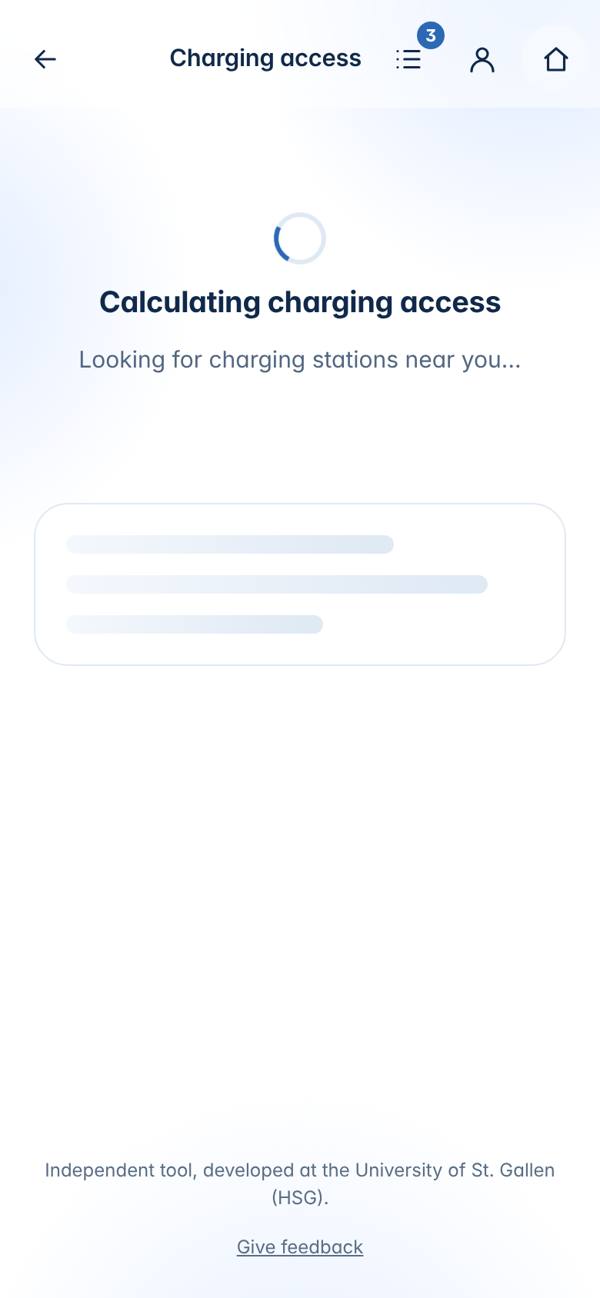 3
Charging access
Calculating charging access
Looking for charging stations near you...
Independent tool, developed at the University of St. Gallen
(HSG).
Give feedback